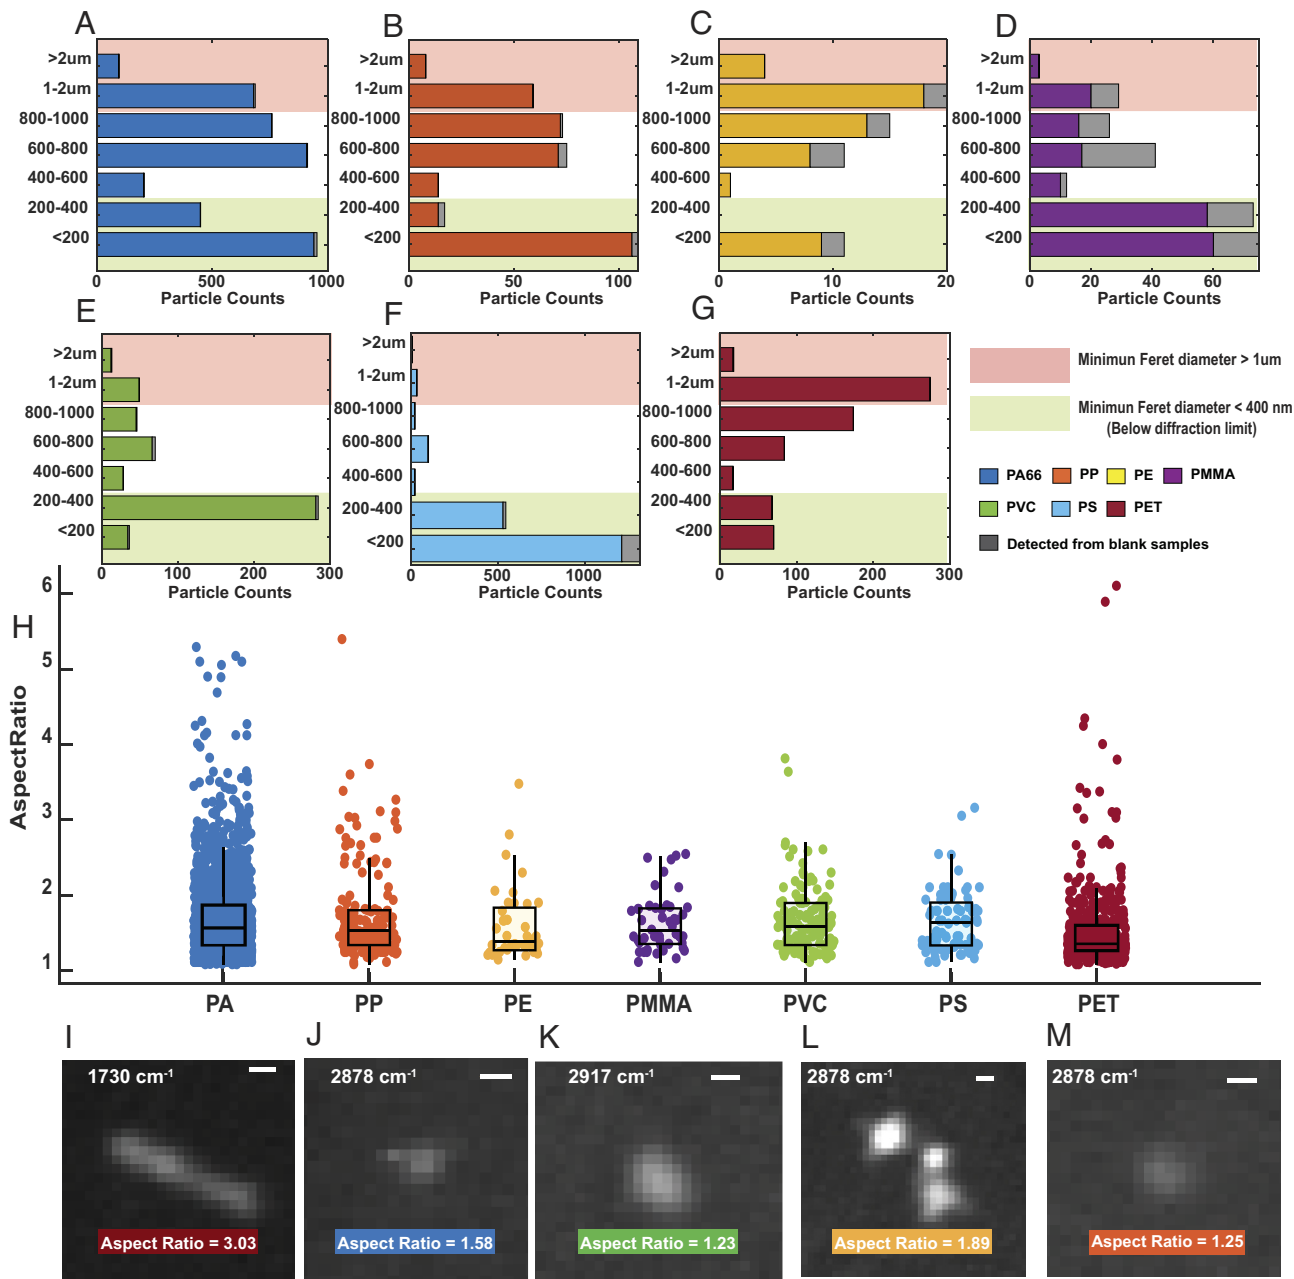 A
>2um
1-2um
800-1000
600-800
400-600
200-400
<200
0 500 1000
Particle Counts
B
>2um
1-2um
800-1000
600-800
400-600
200-400
<200
0 50 100
Particle Counts
C
>2um
1-2um
800-1000
600-800
400-600
200-400
<200
0 10 20
Particle Counts
D
>2um
1-2um
800-1000
600-800
400-600
200-400
<200
0 20 40 60
Particle Counts
E
>2um
1-2um
800-1000
600-800
400-600
200-400
<200
0 100 200 300
Particle Counts
F
>2um
1-2um
800-1000
600-800
400-600
200-400
<200
0 500 1000
Particle Counts
G
>2um
1-2um
800-1000
600-800
400-600
200-400
<200
0 100 200 300
Particle Counts
Minimun Feret diameter > 1um
Minimun Feret diameter < 400 nm
(Below diffraction limit)
PA66 PP PE PMMA
PVC PS PET
Detected from blank samples
H
AspectRatio
6
5
4
3
2
1
PA PP PE PMMA PVC PS PET
I
1730 cm-1
Aspect Ratio = 3.03
J
2878 cm-1
Aspect Ratio = 1.58
K
2917 cm-1
Aspect Ratio = 1.23
L
2878 cm-1
Aspect Ratio = 1.89
M
2878 cm-1
Aspect Ratio = 1.25